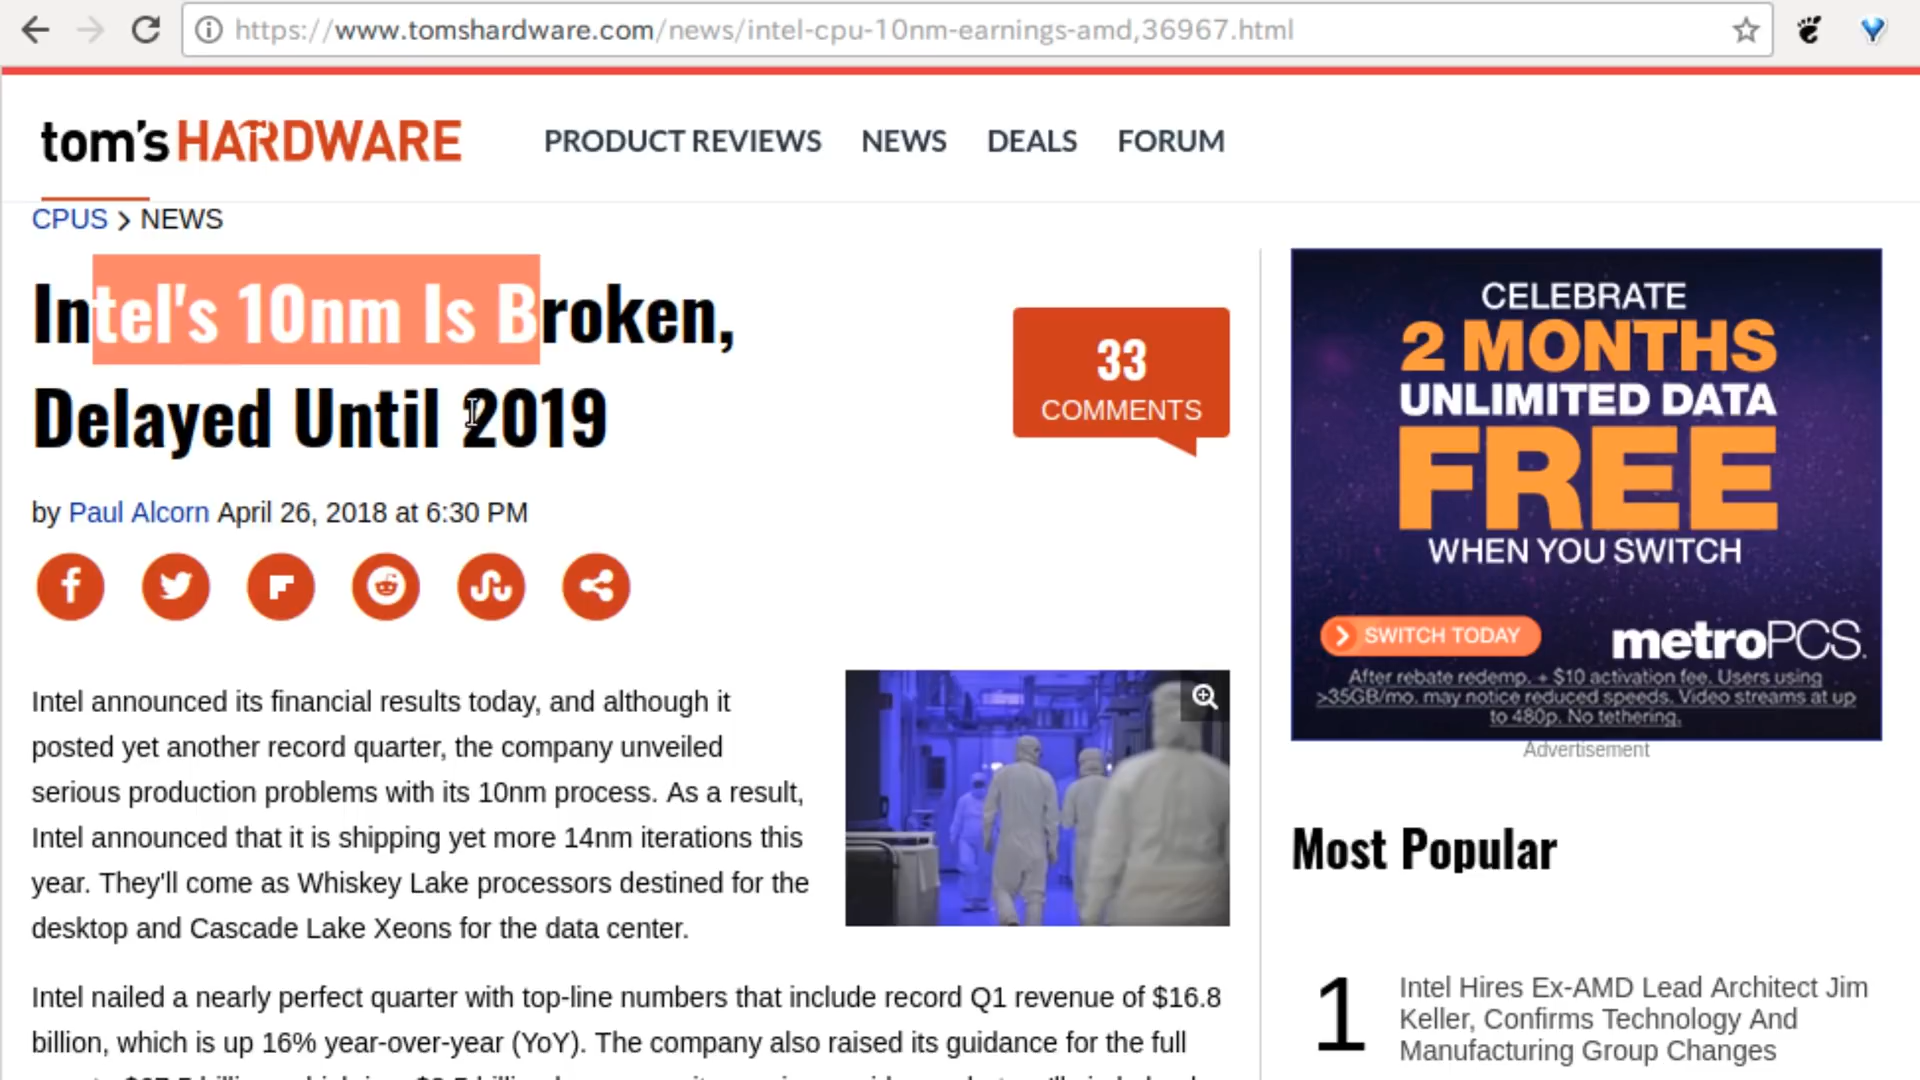 https://www.tomshardware.com/news/intel-cpu-10nm-earnings-amd,36967.html
tom's HARDWARE
PRODUCT REVIEWS NEWS DEALS FORUM
CPUS > NEWS
Intel's 10nm Is Broken,
Delayed Until 2019
33
COMMENTS
by Paul Alcorn April 26, 2018 at 6:30 PM
Intel announced its financial results today, and although it
posted yet another record quarter, the company unveiled
serious production problems with its 10nm process. As a result,
Intel announced that it is shipping yet more 14nm iterations this
year. They'll come as Whiskey Lake processors destined for the
desktop and Cascade Lake Xeons for the data center.
Intel nailed a nearly perfect quarter with top-line numbers that include record Q1 revenue of $16.8
billion, which is up 16% year-over-year (YoY). The company also raised its guidance for the full
CELEBRATE
2 MONTHS
UNLIMITED DATA
FREE
WHEN YOU SWITCH
SWITCH TODAY
metroPCS.
After rebate redemp. + $10 activation fee. Users using
>35GB/mo. may notice reduced speeds. Video streams at up
to 480p. No tethering.
Advertisement
Most Popular
1
Intel Hires Ex-AMD Lead Architect Jim
Keller, Confirms Technology And
Manufacturing Group Changes